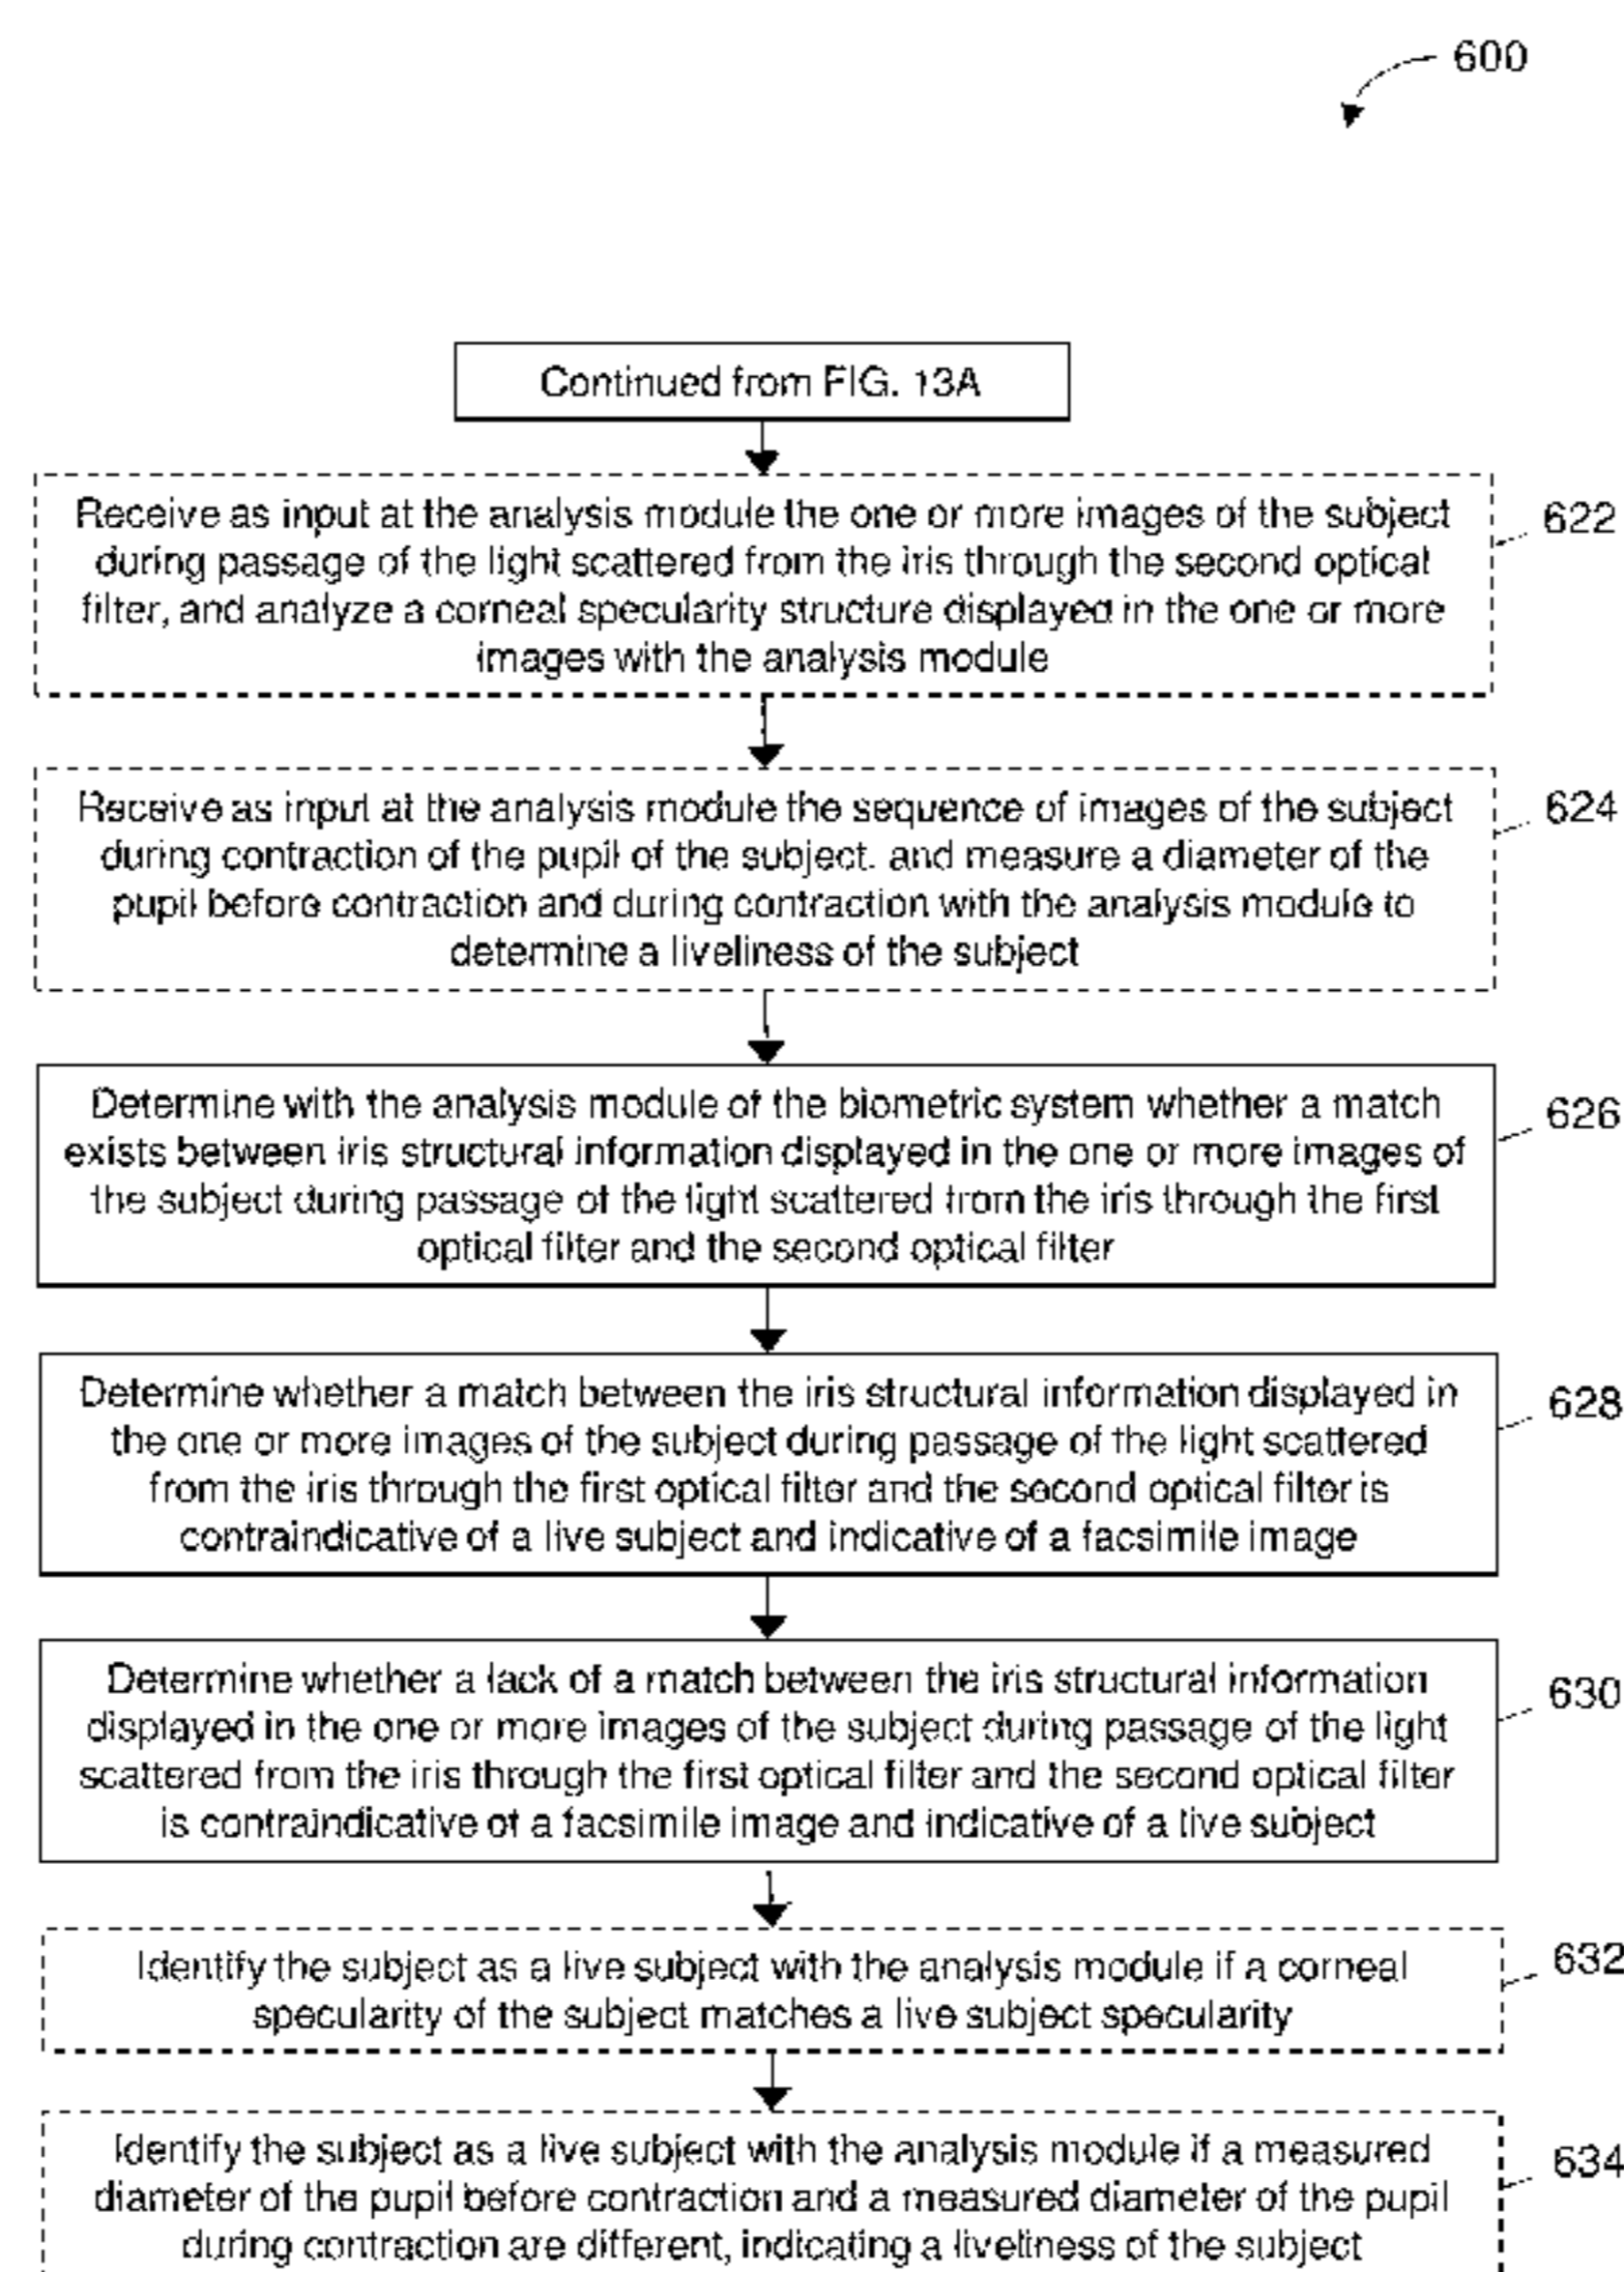 600
Continued from FIG. 13A
Receive as input at the analysis module the one or more images of the subject
during passage of the light scattered from the iris through the second optical
filter, and analyze a corneal specularity structure displayed in the one or more
images with the analysis module
622
Receive as input at the analysis module the sequence of images of the subject
during contraction of the pupil of the subject. and measure a diameter of the
pupil before contraction and during contraction with the analysis module to
determine a liveliness of the subject
624
Determine with the analysis module of the biometric system whether a match
exists between iris structural information displayed in the one or more images of
the subject during passage of the light scattered from the iris through the first
optical filter and the second optical filter
626
Determine whether a match between the iris structural information displayed in
the one or more images of the subject during passage of the light scattered
from the iris through the first optical filter and the second optical filter is
contraindicative of a live subject and indicative of a facsimile image
628
Determine whether a lack of a match between the iris structural information
displayed in the one or more images of the subject during passage of the light
scattered from the iris through the first optical filter and the second optical filter
is contraindicative of a facsimile image and indicative of a live subject
630
Identify the subject as a live subject with the analysis module if a corneal
specularity of the subject matches a live subject specularity
632
Identify the subject as a live subject with the analysis module if a measured
diameter of the pupil before contraction and a measured diameter of the pupil
during contraction are different, indicating a liveliness of the subject
634